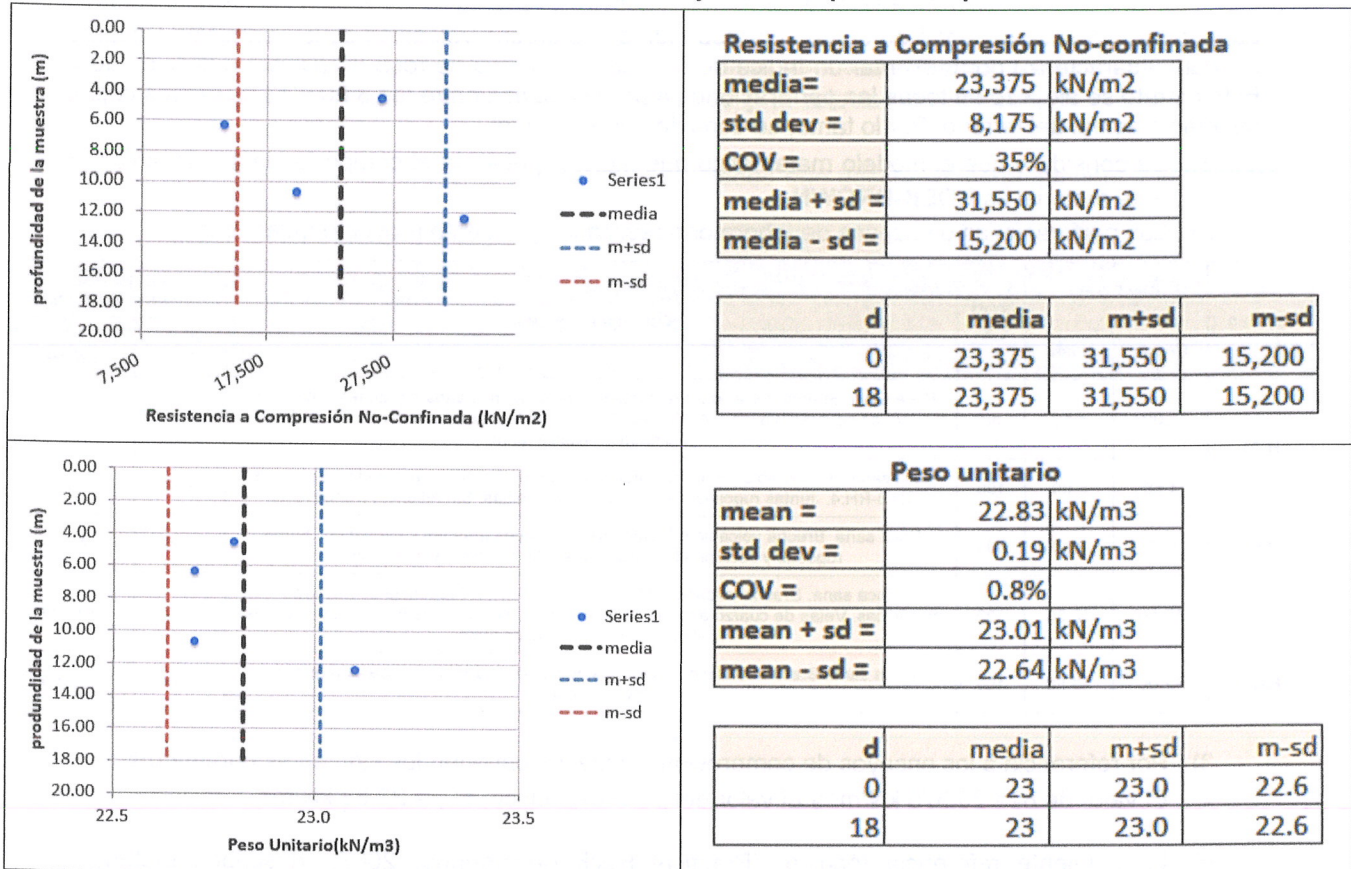 0.00
2.00
4.00
6.00
8.00
10.00
12.00
14.00
16.00
18.00
20.00
profundidad de la muestra (m)
7,500 17,500 27,500
Resistencia a Compresión No-Confinada (kN/m2)
Series1
media
m+sd
m-sd
Resistencia a Compresión No-confinada
media= 23,375 kN/m2
std dev = 8,175 kN/m2
COV = 35%
media + sd = 31,550 kN/m2
media - sd = 15,200 kN/m2
d media m+sd m-sd
0 23,375 31,550 15,200
18 23,375 31,550 15,200
0.00
2.00
4.00
6.00
8.00
10.00
12.00
14.00
16.00
18.00
20.00
produndidad de la muestra (m)
22.5 23.0 23.5
Peso Unitario(kN/m3)
Series1
media
m+sd
m-sd
Peso unitario
mean = 22.83 kN/m3
std dev = 0.19 kN/m3
COV = 0.8%
mean + sd = 23.01 kN/m3
mean - sd = 22.64 kN/m3
d media m+sd m-sd
0 23 23.0 22.6
18 23 23.0 22.6